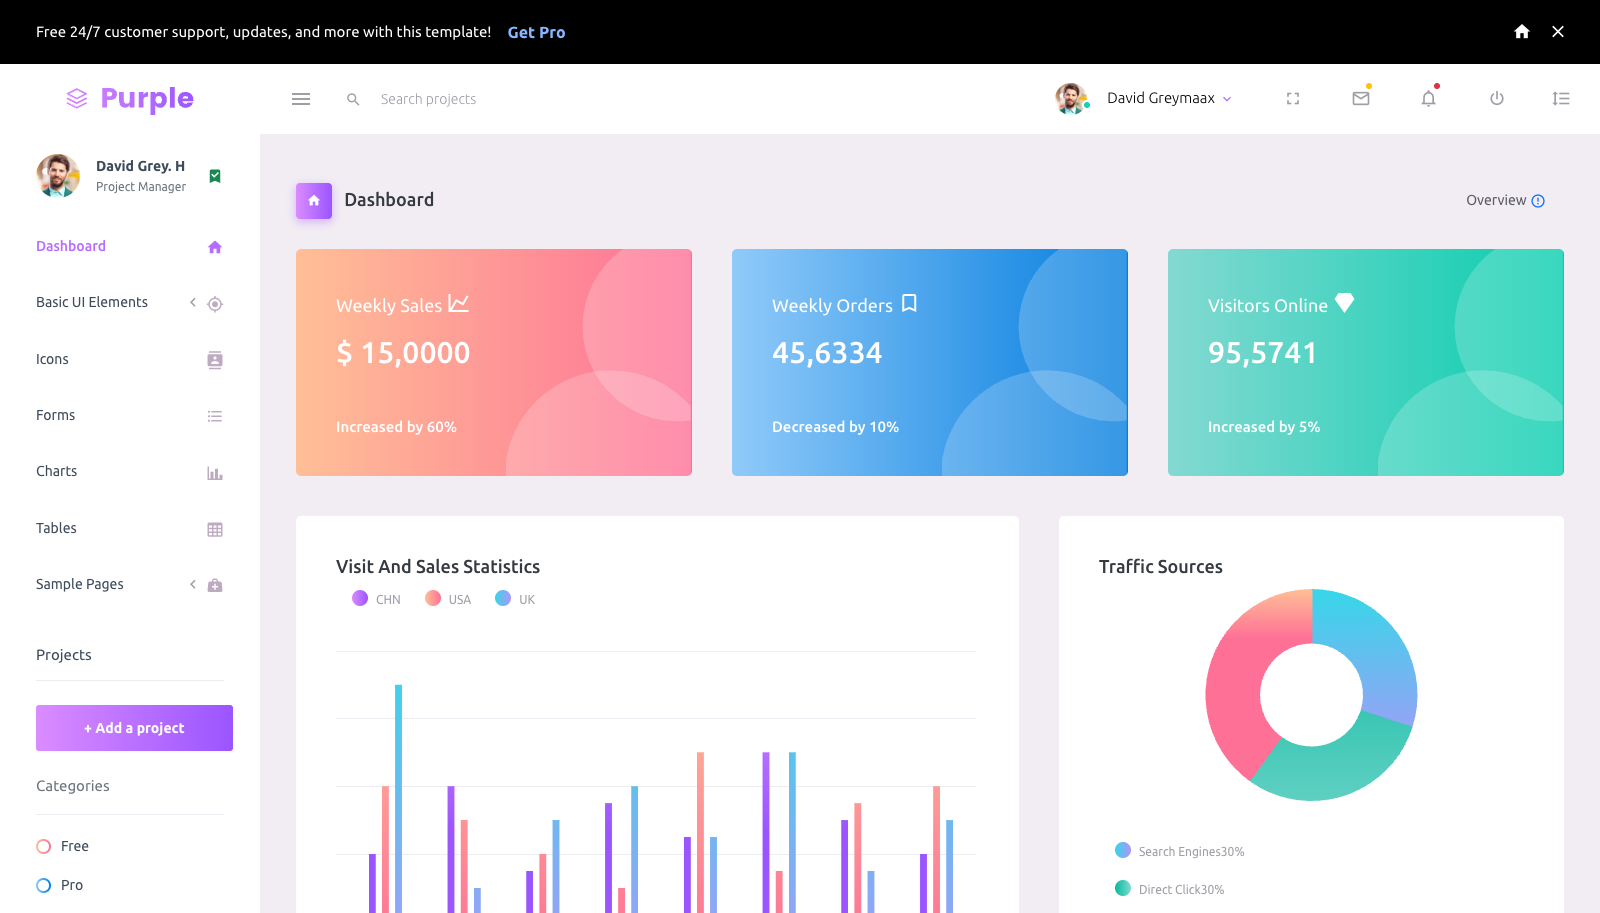 Free 24/7 customer support, updates, and more with this template! Get Pro
Purple
Search projects
David Greymaax
David Grey. H
Project Manager
Dashboard
Basic UI Elements
Icons
Forms
Charts
Tables
Sample Pages
Projects
+ Add a project
Categories
Free
Pro
Dashboard
Overview
Weekly Sales
$ 15,0000
Increased by 60%
Weekly Orders
45,6334
Decreased by 10%
Visitors Online
95,5741
Increased by 5%
Visit And Sales Statistics
CHN
USA
UK
Traffic Sources
Search Engines30%
Direct Click30%